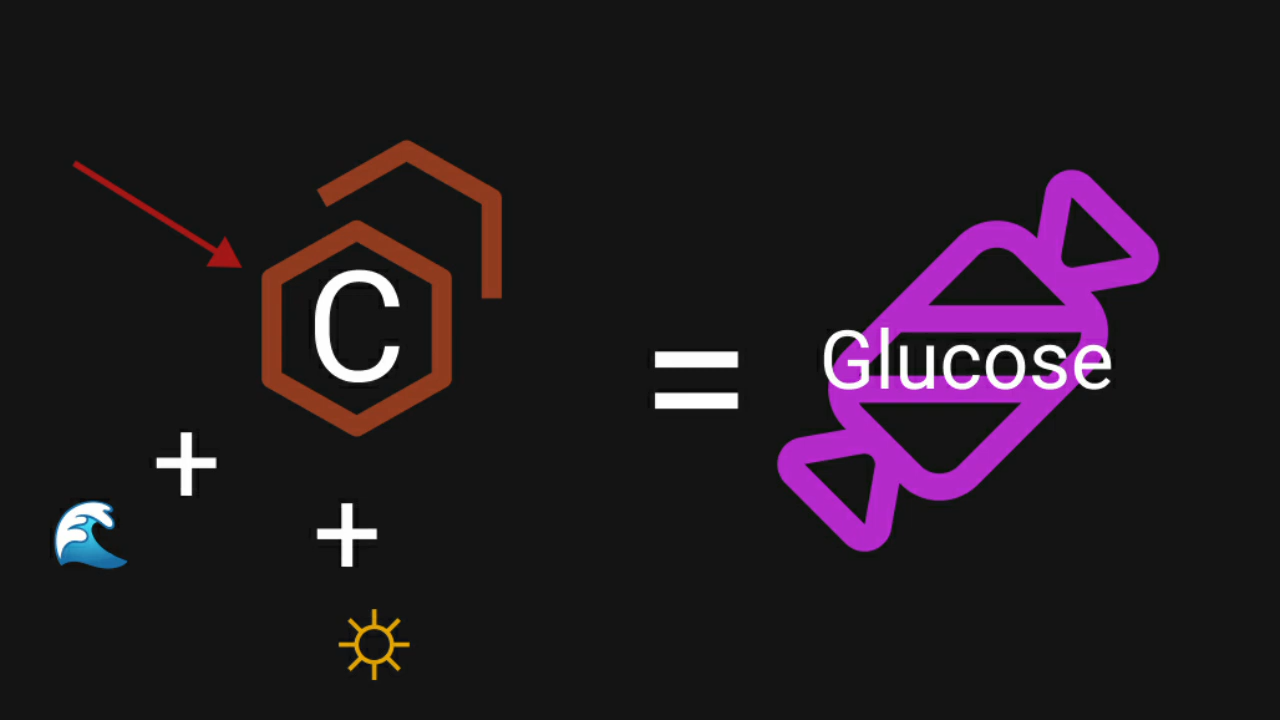 C
+
+
=
Glucose